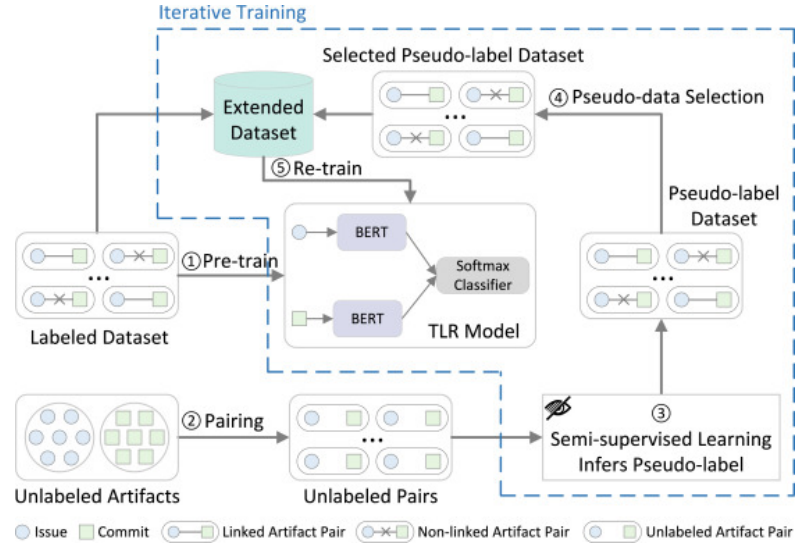 Iterative Training
Selected Pseudo-label Dataset
Extended
Dataset
...
④ Pseudo-data Selection
⑤ Re-train
Pseudo-label
Dataset
BERT
...
① Pre-train
Softmax
Classifier
...
BERT
TLR Model
Labeled Dataset
② Pairing
...
③
Semi-supervised Learning
Infers Pseudo-label
Unlabeled Artifacts
Unlabeled Pairs
Issue
Commit
Linked Artifact Pair
Non-linked Artifact Pair
Unlabeled Artifact Pair